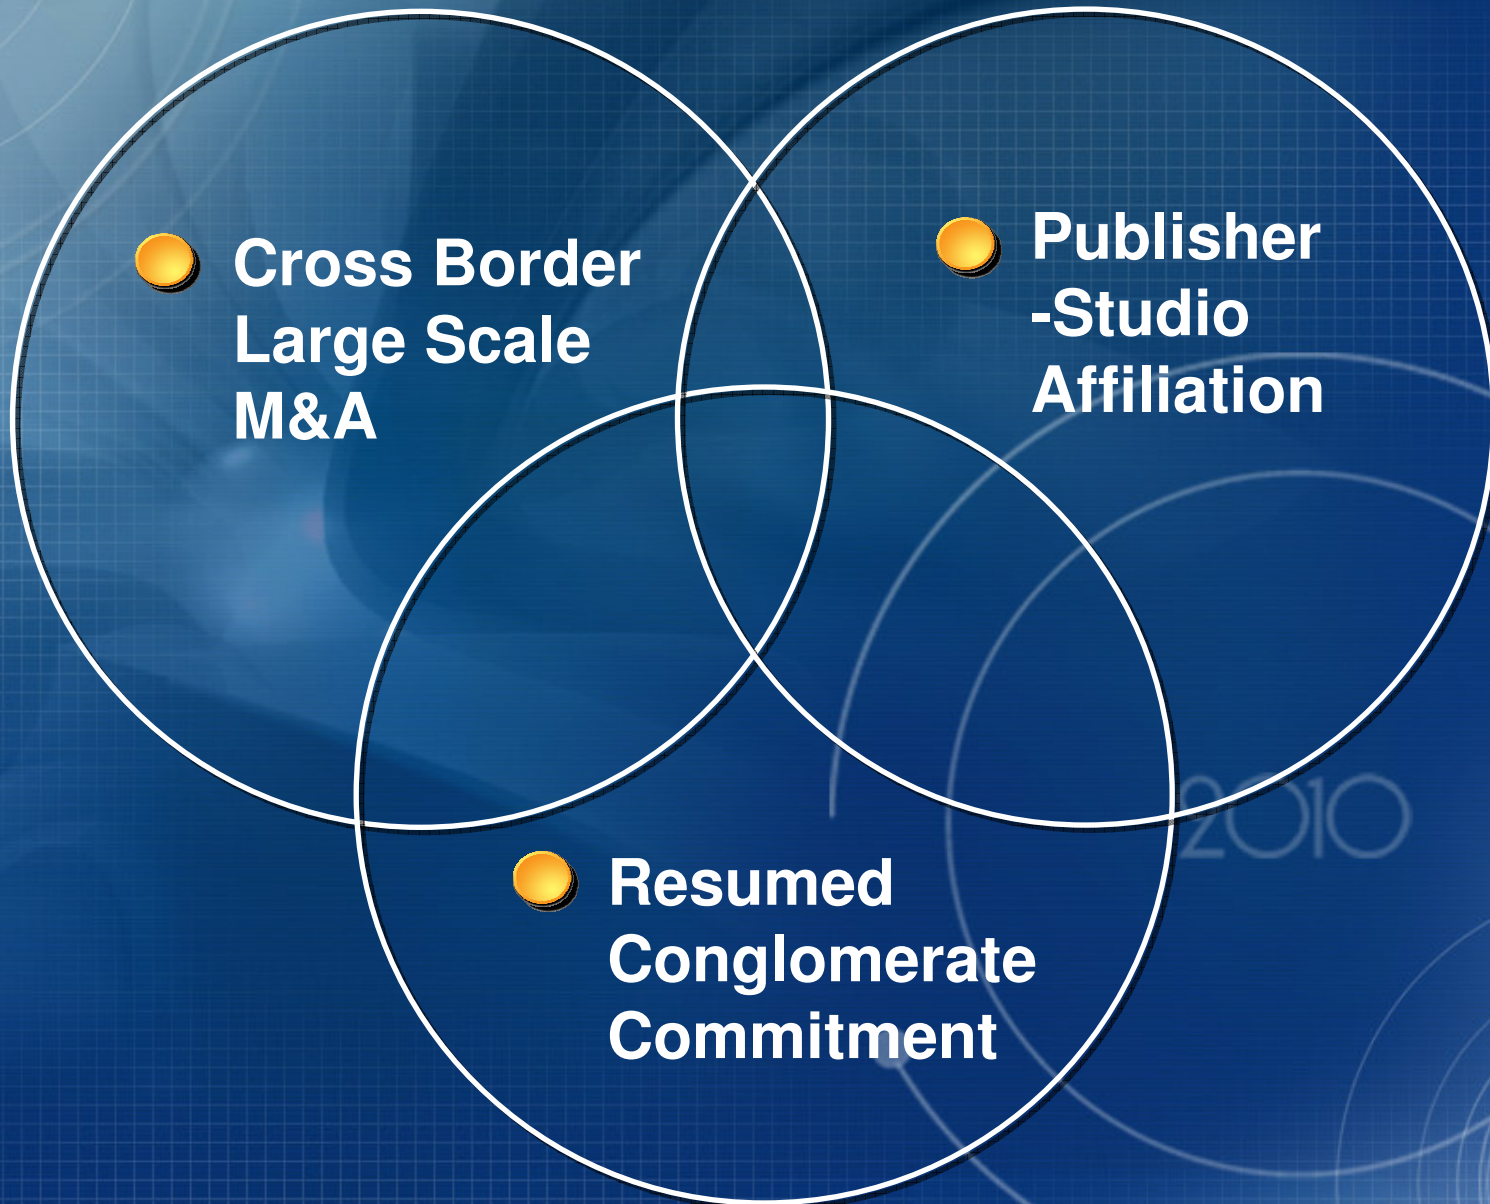 Cross Border
Large Scale
M&A
Publisher
-Studio
Affiliation
2010
Resumed
Conglomerate
Commitment